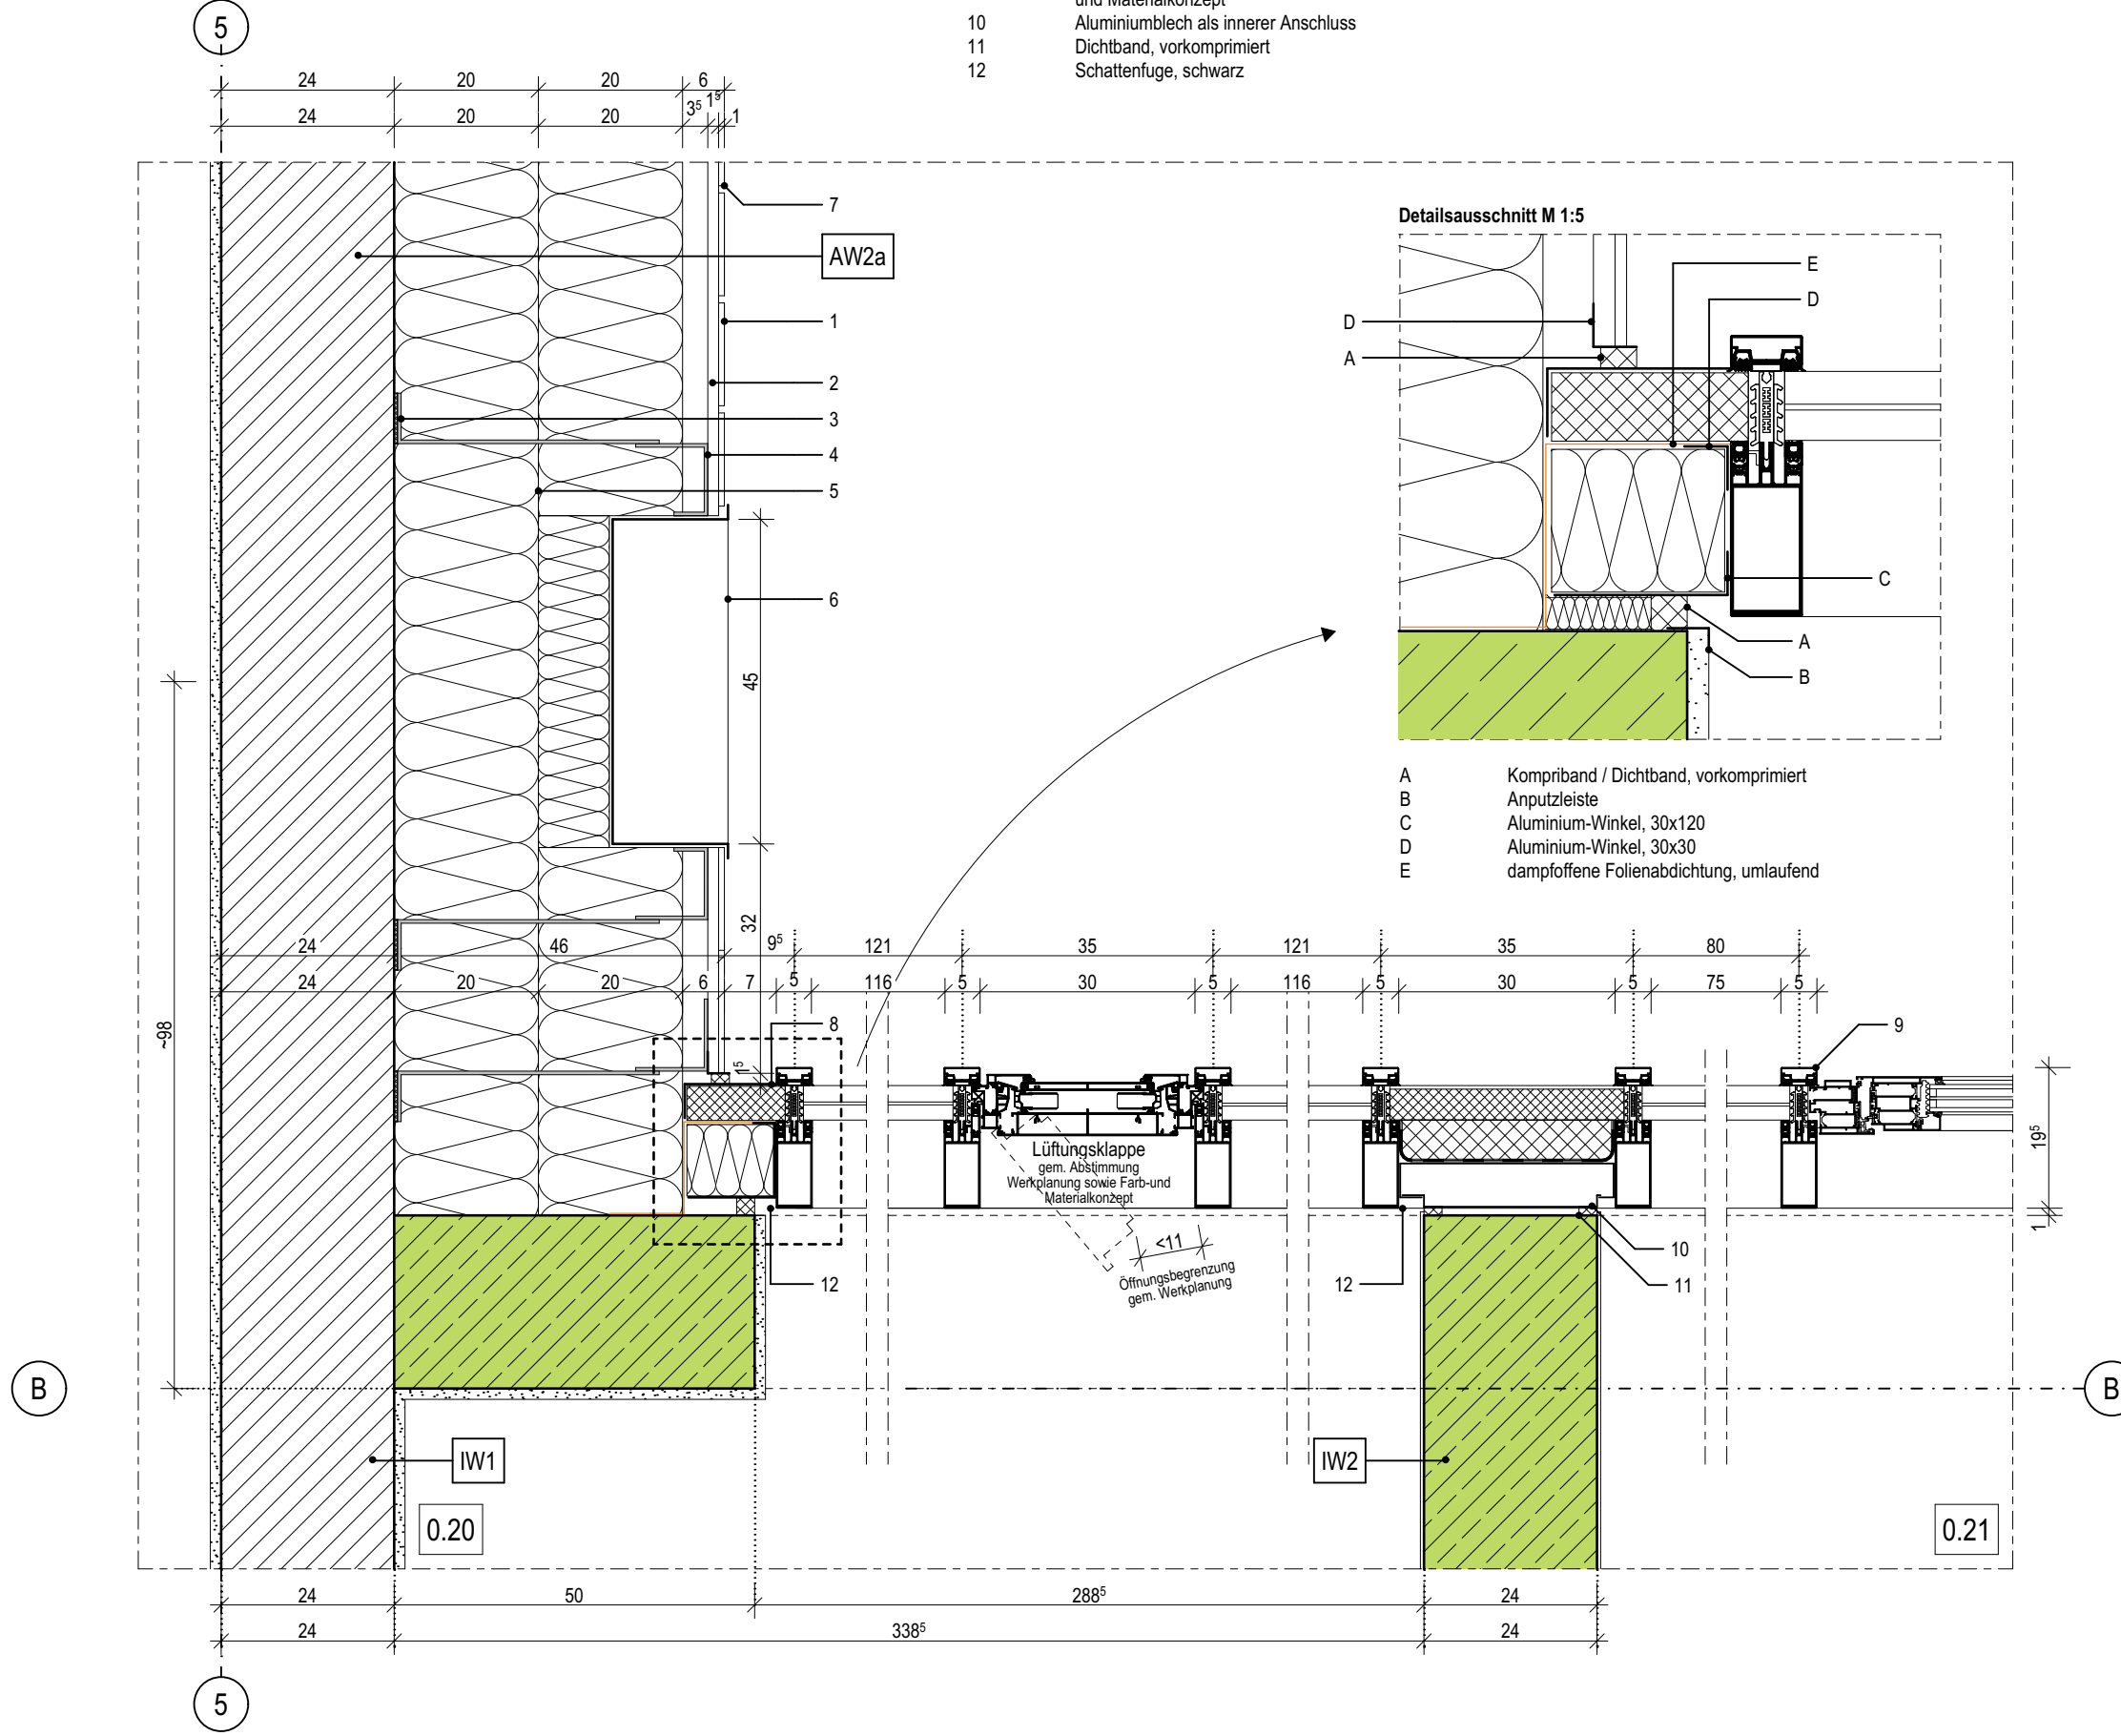 und Materialkonzept
10 Aluminiumblech als innerer Anschluss
11 Dichtband, vorkomprimiert
12 Schattenfuge, schwarz
5
24 20 20 6
24 20 20 3⁵ 1⁵ 1
7
AW2a
1
2
3
4
5
6
45
32
~98
Detailsausschnitt M 1:5
E
D
D
A
C
A
B
A Kompriband / Dichtband, vorkomprimiert
B Anputzleiste
C Aluminium-Winkel, 30x120
D Aluminium-Winkel, 30x30
E dampfoffene Folienabdichtung, umlaufend
24 46 9⁵ 121 35 121 35 80
24 20 20 6 7 5 116 5 30 5 116 5 30 5 75 5
8
9
1⁵
19⁵
1
Lüftungsklappe
gem. Abstimmung
Werkplanung sowie Farb-und
Materialkonzept
<11
Öffnungsbegrenzung
gem. Werkplanung
12
12
10
11
B
B
IW1
IW2
0.20
0.21
24 50 288⁵ 24
24 338⁵ 24
5